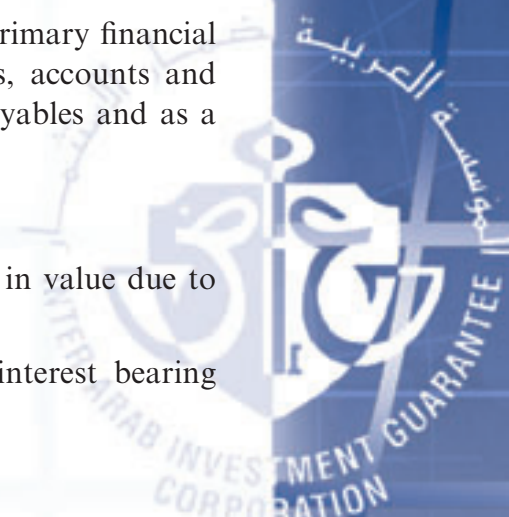 rimary financial
s, accounts and
yables and as a
in value due to
interest bearing
المؤسسة العربية
INTER-ARAB INVESTMENT GUARANTEE
CORPORATION